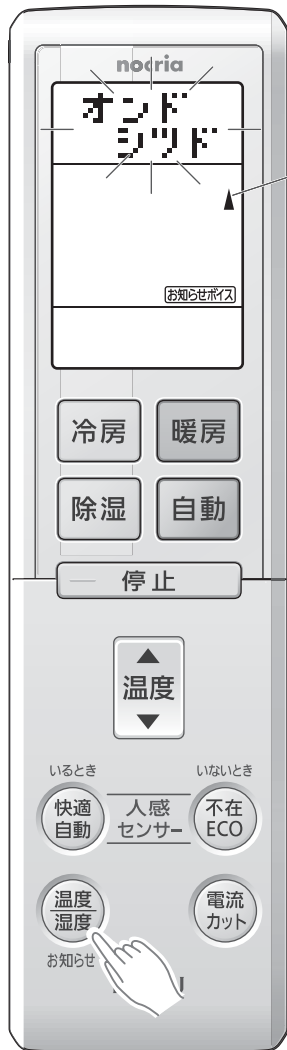 nocria
オンド
シツド
お知らせボイス
冷房
暖房
除湿
自動
停止
温度
いるとき
いないとき
快適
自動
人感
センサー
不在
ECO
温度
湿度
電流
カット
お知らせ